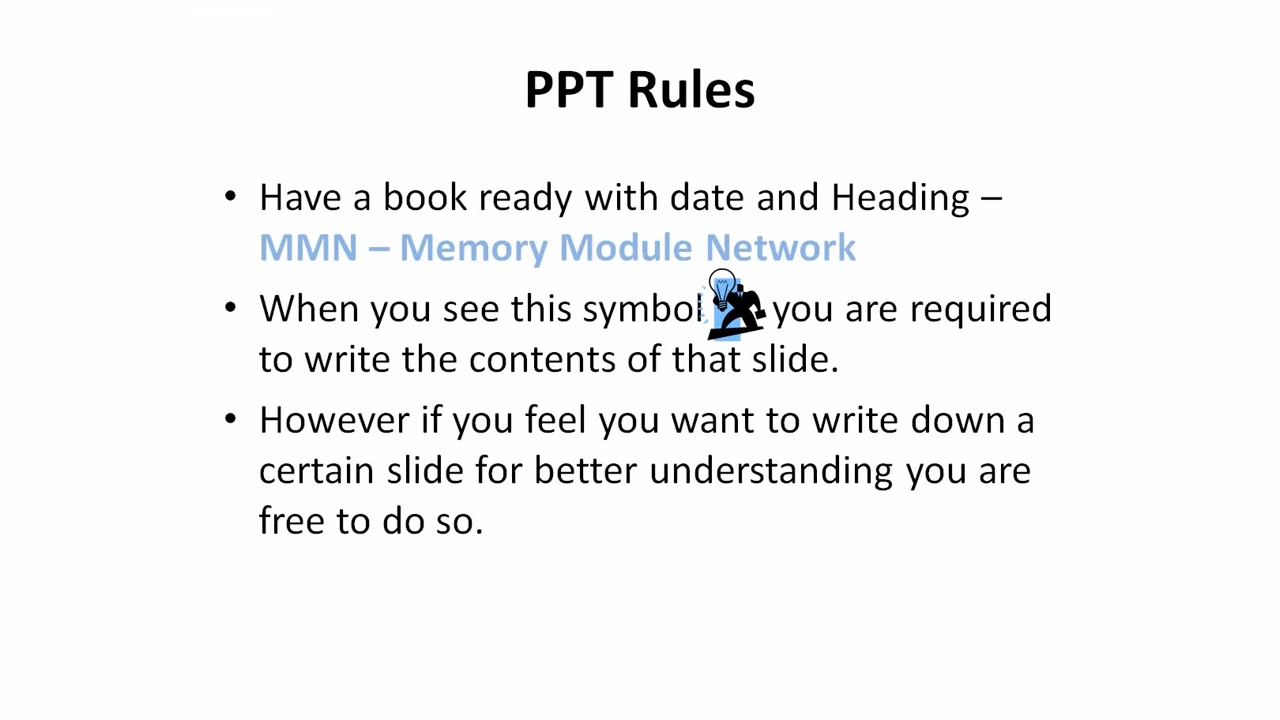 PPT Rules
• Have a book ready with date and Heading –
MMN – Memory Module Network
• When you see this symbol you are required
to write the contents of that slide.
• However if you feel you want to write down a
certain slide for better understanding you are
free to do so.